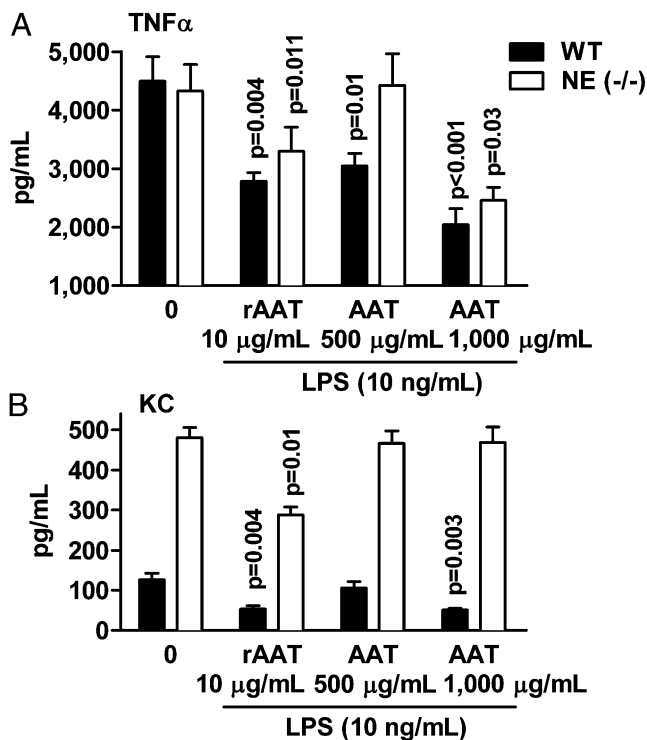 A
TNFα
5,000
4,000
3,000
2,000
1,000
pg/mL
WT
NE (-/-)
p=0.004
p=0.011
p=0.01
p<0.001
p=0.03
0 rAAT AAT AAT
10 μg/mL 500 μg/mL 1,000 μg/mL
LPS (10 ng/mL)
B
KC
500
400
300
200
100
0
pg/mL
p=0.004
p=0.01
p=0.003
0 rAAT AAT AAT
10 μg/mL 500 μg/mL 1,000 μg/mL
LPS (10 ng/mL)